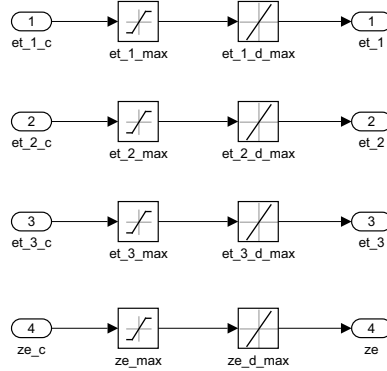 1 1
et_1_c et_1_max et_1_d_max et_1
2 2
et_2_c et_2_max et_2_d_max et_2
3 3
et_3_c et_3_max et_3_d_max et_3
4 4
ze_c ze_max ze_d_max ze